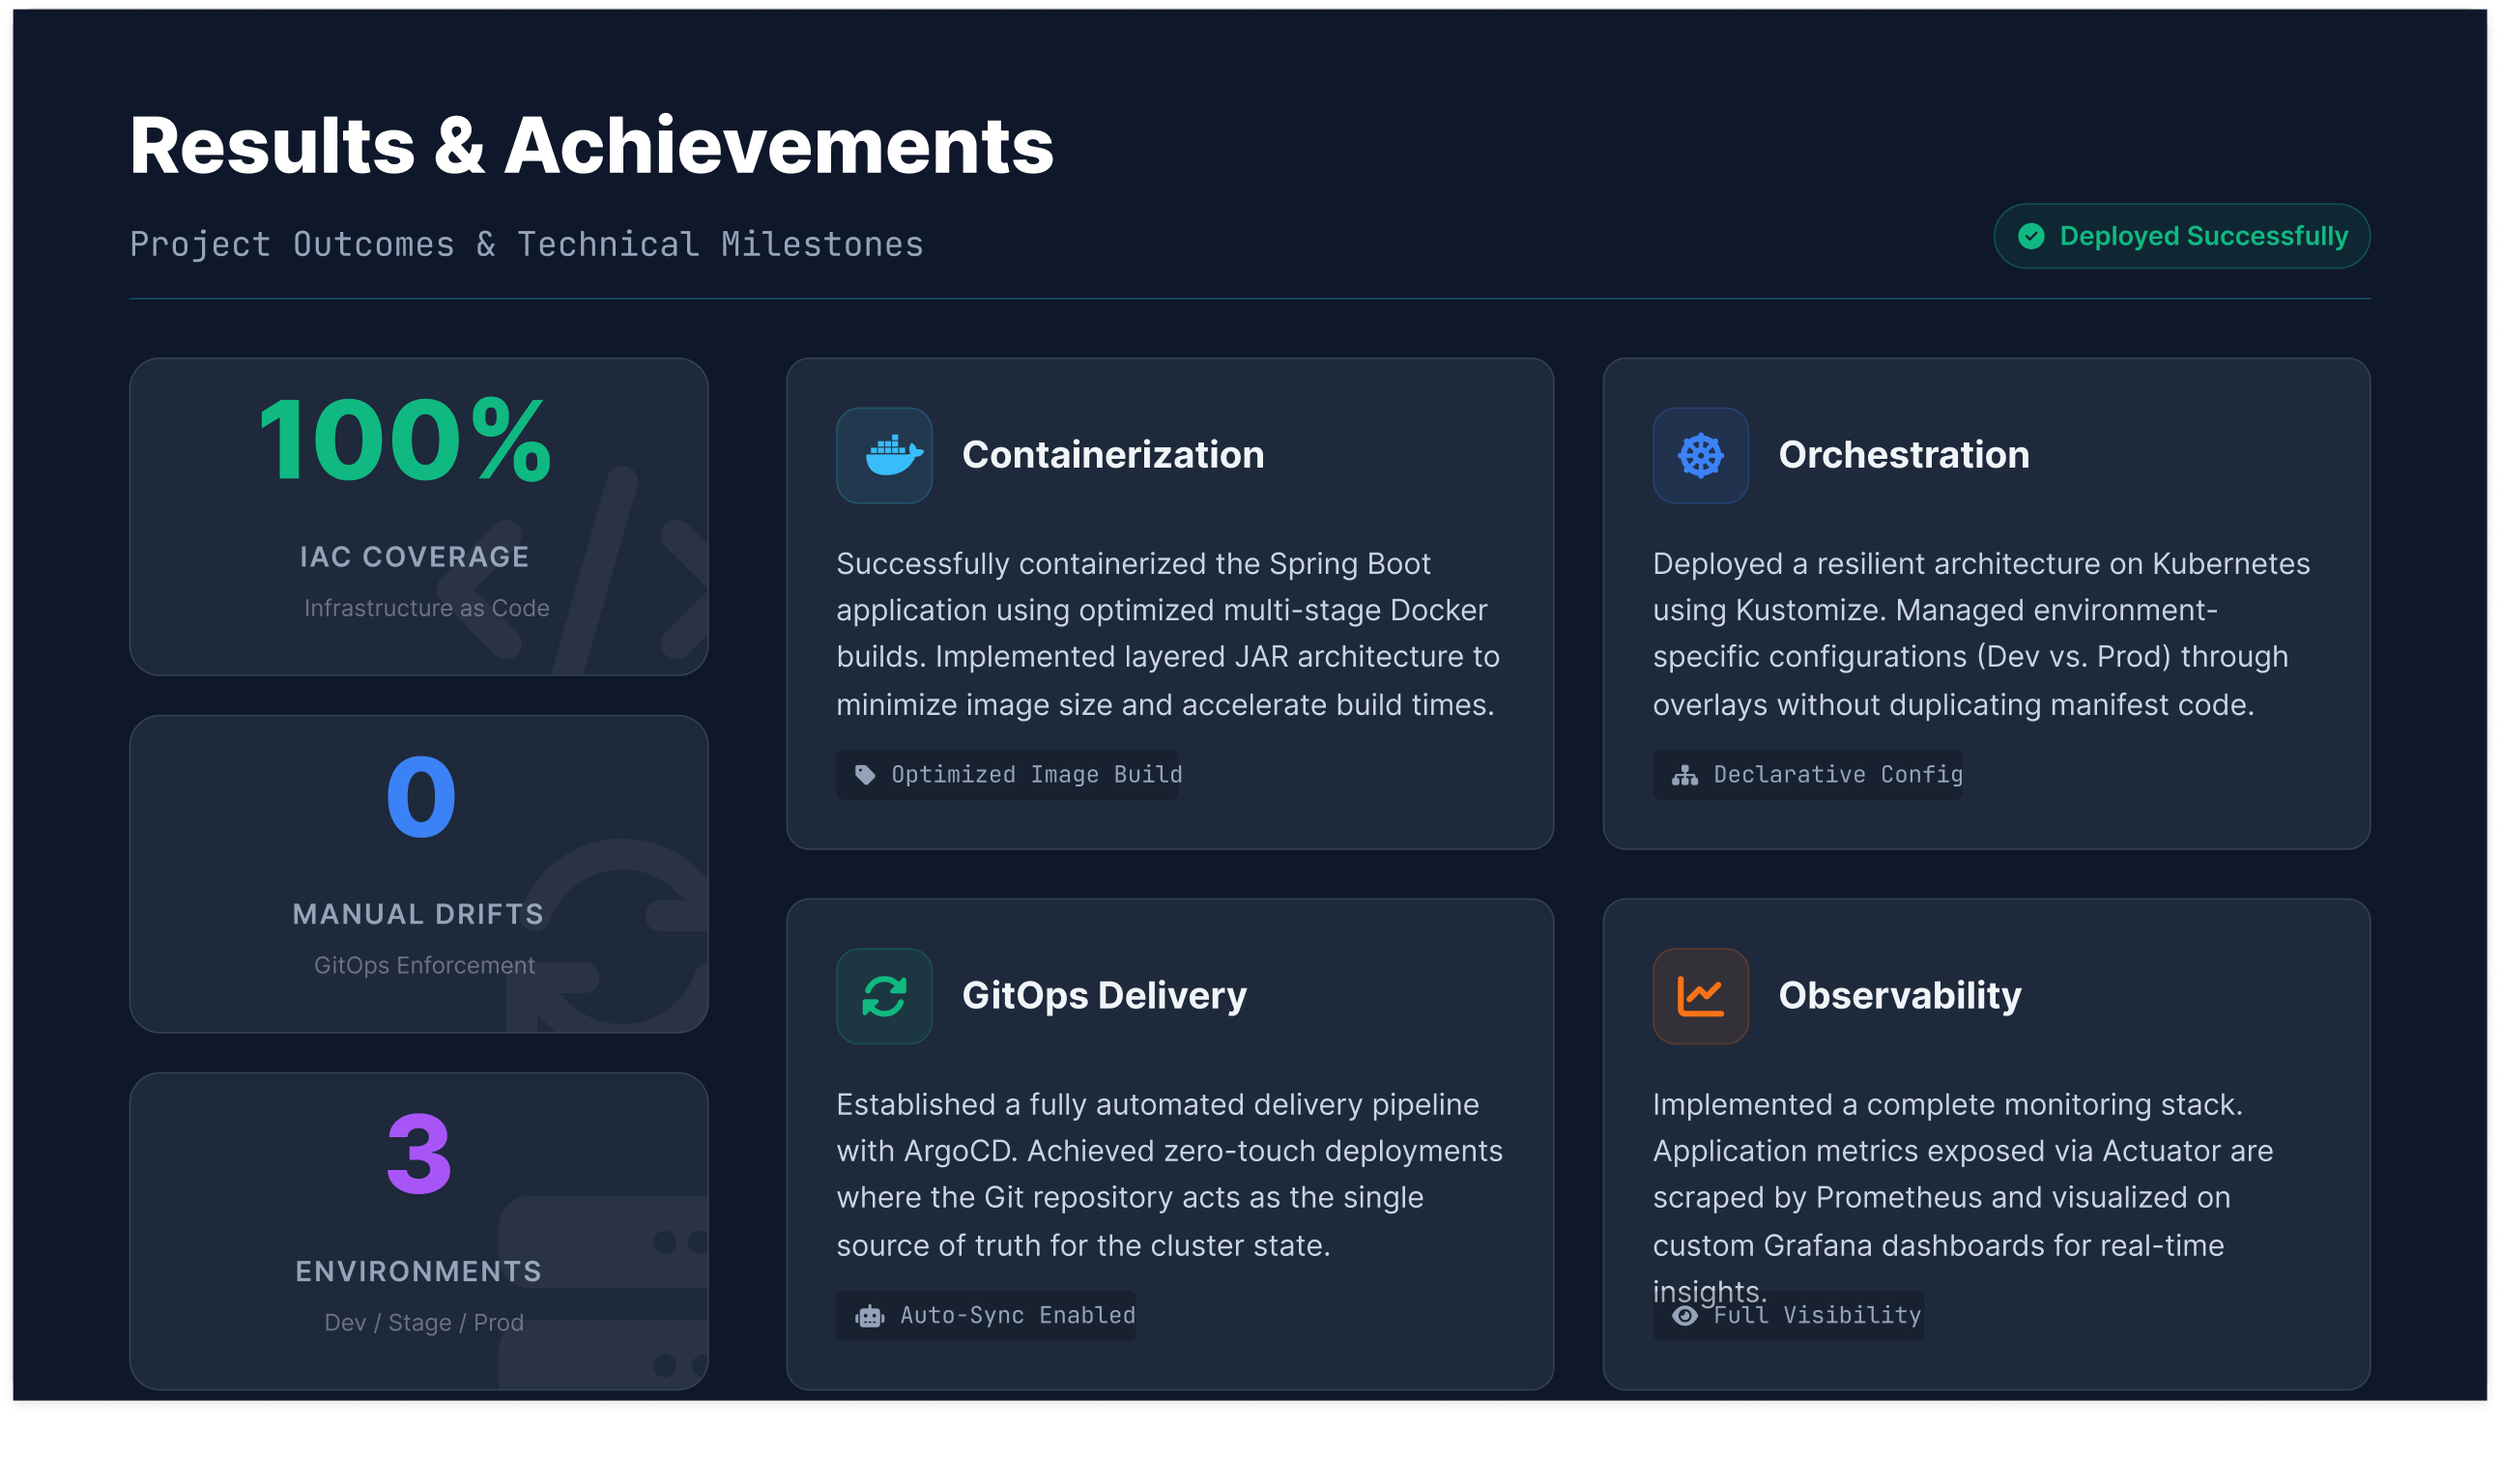 Results & Achievements
Project Outcomes & Technical Milestones
Deployed Successfully
100%
IAC COVERAGE
Infrastructure as Code
0
MANUAL DRIFTS
GitOps Enforcement
3
ENVIRONMENTS
Dev / Stage / Prod
Containerization
Successfully containerized the Spring Boot
application using optimized multi-stage Docker
builds. Implemented layered JAR architecture to
minimize image size and accelerate build times.
Optimized Image Build
Orchestration
Deployed a resilient architecture on Kubernetes
using Kustomize. Managed environment-
specific configurations (Dev vs. Prod) through
overlays without duplicating manifest code.
Declarative Config
GitOps Delivery
Established a fully automated delivery pipeline
with ArgoCD. Achieved zero-touch deployments
where the Git repository acts as the single
source of truth for the cluster state.
Auto-Sync Enabled
Observability
Implemented a complete monitoring stack.
Application metrics exposed via Actuator are
scraped by Prometheus and visualized on
custom Grafana dashboards for real-time
insights.
Full Visibility